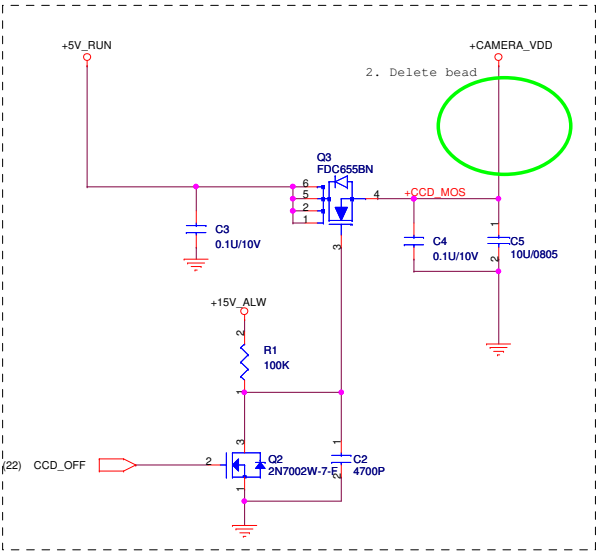 +5V_RUN
+CAMERA_VDD
2. Delete bead
Q3
FDC655BN
6
5
2
1
4
+CCD_MOS
3
C3
0.1U/10V
C4
0.1U/10V
1
2
C5
10U/0805
+15V_ALW
2
R1
100K
1
3
(22) CCD_OFF
2
Q2
2N7002W-7-F
1
1
2
C2
4700P